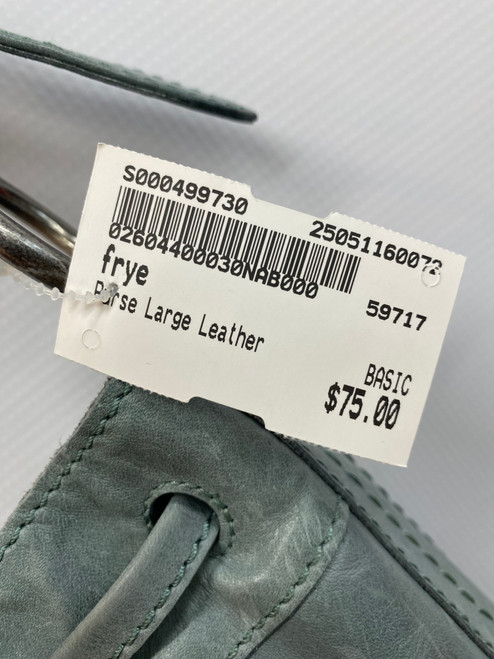 S000499730
25051160072
02604400030NAB000
59717
frye
Purse Large Leather
BASIC
$75.00